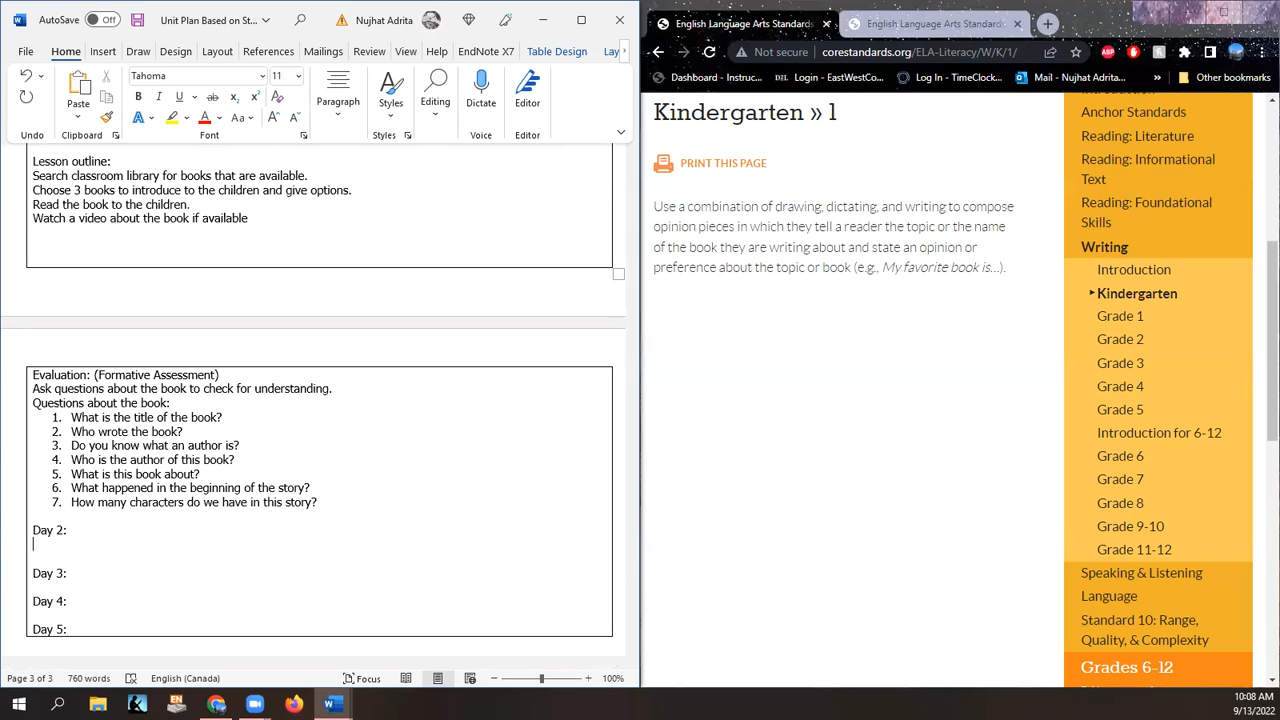 AutoSave Off Unit Plan Based on St... Nujhat Adrita
English Language Arts Standards English Language Arts Standards
File Home Insert Draw Design Layout References Mailings Review View Help EndNote X7 Table Design Lay
Not secure corestandards.org/ELA-Literacy/W/K/1/
Dashboard - Instruc... Login - EastWestCo... Log In - TimeClock... Mail - Nujhat Adrita... » Other bookmarks
Tahoma 11
Paste Paragraph Styles Editing Dictate Editor
Undo Clipboard Font Styles Voice Editor
Lesson outline:
Search classroom library for books that are available.
Choose 3 books to introduce to the children and give options.
Read the book to the children.
Watch a video about the book if available
Evaluation: (Formative Assessment)
Ask questions about the book to check for understanding.
Questions about the book:
1. What is the title of the book?
2. Who wrote the book?
3. Do you know what an author is?
4. Who is the author of this book?
5. What is this book about?
6. What happened in the beginning of the story?
7. How many characters do we have in this story?
Day 2:
Day 3:
Day 4:
Day 5:
Page 3 of 3 760 words English (Canada) Focus 100%
Kindergarten » 1
PRINT THIS PAGE
Use a combination of drawing, dictating, and writing to compose
opinion pieces in which they tell a reader the topic or the name
of the book they are writing about and state an opinion or
preference about the topic or book (e.g., My favorite book is...).
Anchor Standards
Reading: Literature
Reading: Informational
Text
Reading: Foundational
Skills
Writing
Introduction
Kindergarten
Grade 1
Grade 2
Grade 3
Grade 4
Grade 5
Introduction for 6-12
Grade 6
Grade 7
Grade 8
Grade 9-10
Grade 11-12
Speaking & Listening
Language
Standard 10: Range,
Quality, & Complexity
Grades 6-12
10:08 AM
9/13/2022